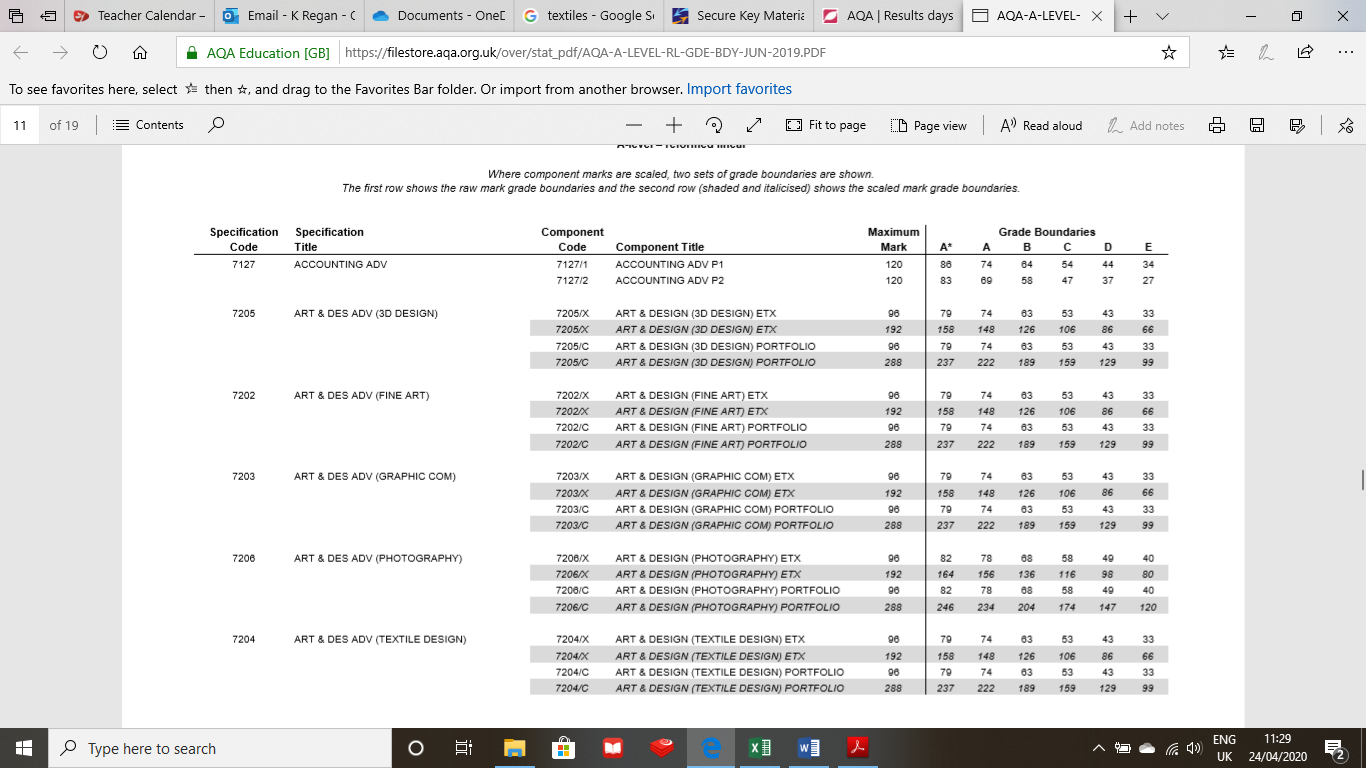 Teacher Calendar – Email - K Regan - C Documents - OneD textiles - Google Se Secure Key Materia AQA | Results days AQA-A-LEVEL-
AQA Education [GB] https://filestore.aqa.org.uk/over/stat_pdf/AQA-A-LEVEL-RL-GDE-BDY-JUN-2019.PDF
To see favorites here, select then ☆, and drag to the Favorites Bar folder. Or import from another browser. Import favorites
11 of 19 Contents Fit to page Page view Read aloud Add notes
A-level – reformed linear
Where component marks are scaled, two sets of grade boundaries are shown.
The first row shows the raw mark grade boundaries and the second row (shaded and italicised) shows the scaled mark grade boundaries.
Specification Specification Component Maximum Grade Boundaries
Code Title Code Component Title Mark A* A B C D E
7127 ACCOUNTING ADV 7127/1 ACCOUNTING ADV P1 120 86 74 64 54 44 34
7127/2 ACCOUNTING ADV P2 120 83 69 58 47 37 27
7205 ART & DES ADV (3D DESIGN) 7205/X ART & DESIGN (3D DESIGN) ETX 96 79 74 63 53 43 33
7205/X ART & DESIGN (3D DESIGN) ETX 192 158 148 126 106 86 66
7205/C ART & DESIGN (3D DESIGN) PORTFOLIO 96 79 74 63 53 43 33
7205/C ART & DESIGN (3D DESIGN) PORTFOLIO 288 237 222 189 159 129 99
7202 ART & DES ADV (FINE ART) 7202/X ART & DESIGN (FINE ART) ETX 96 79 74 63 53 43 33
7202/X ART & DESIGN (FINE ART) ETX 192 158 148 126 106 86 66
7202/C ART & DESIGN (FINE ART) PORTFOLIO 96 79 74 63 53 43 33
7202/C ART & DESIGN (FINE ART) PORTFOLIO 288 237 222 189 159 129 99
7203 ART & DES ADV (GRAPHIC COM) 7203/X ART & DESIGN (GRAPHIC COM) ETX 96 79 74 63 53 43 33
7203/X ART & DESIGN (GRAPHIC COM) ETX 192 158 148 126 106 86 66
7203/C ART & DESIGN (GRAPHIC COM) PORTFOLIO 96 79 74 63 53 43 33
7203/C ART & DESIGN (GRAPHIC COM) PORTFOLIO 288 237 222 189 159 129 99
7206 ART & DES ADV (PHOTOGRAPHY) 7206/X ART & DESIGN (PHOTOGRAPHY) ETX 96 82 78 68 58 49 40
7206/X ART & DESIGN (PHOTOGRAPHY) ETX 192 164 156 136 116 98 80
7206/C ART & DESIGN (PHOTOGRAPHY) PORTFOLIO 96 82 78 68 58 49 40
7206/C ART & DESIGN (PHOTOGRAPHY) PORTFOLIO 288 246 234 204 174 147 120
7204 ART & DES ADV (TEXTILE DESIGN) 7204/X ART & DESIGN (TEXTILE DESIGN) ETX 96 79 74 63 53 43 33
7204/X ART & DESIGN (TEXTILE DESIGN) ETX 192 158 148 126 106 86 66
7204/C ART & DESIGN (TEXTILE DESIGN) PORTFOLIO 96 79 74 63 53 43 33
7204/C ART & DESIGN (TEXTILE DESIGN) PORTFOLIO 288 237 222 189 159 129 99
Type here to search ENG 11:29
UK 24/04/2020 2